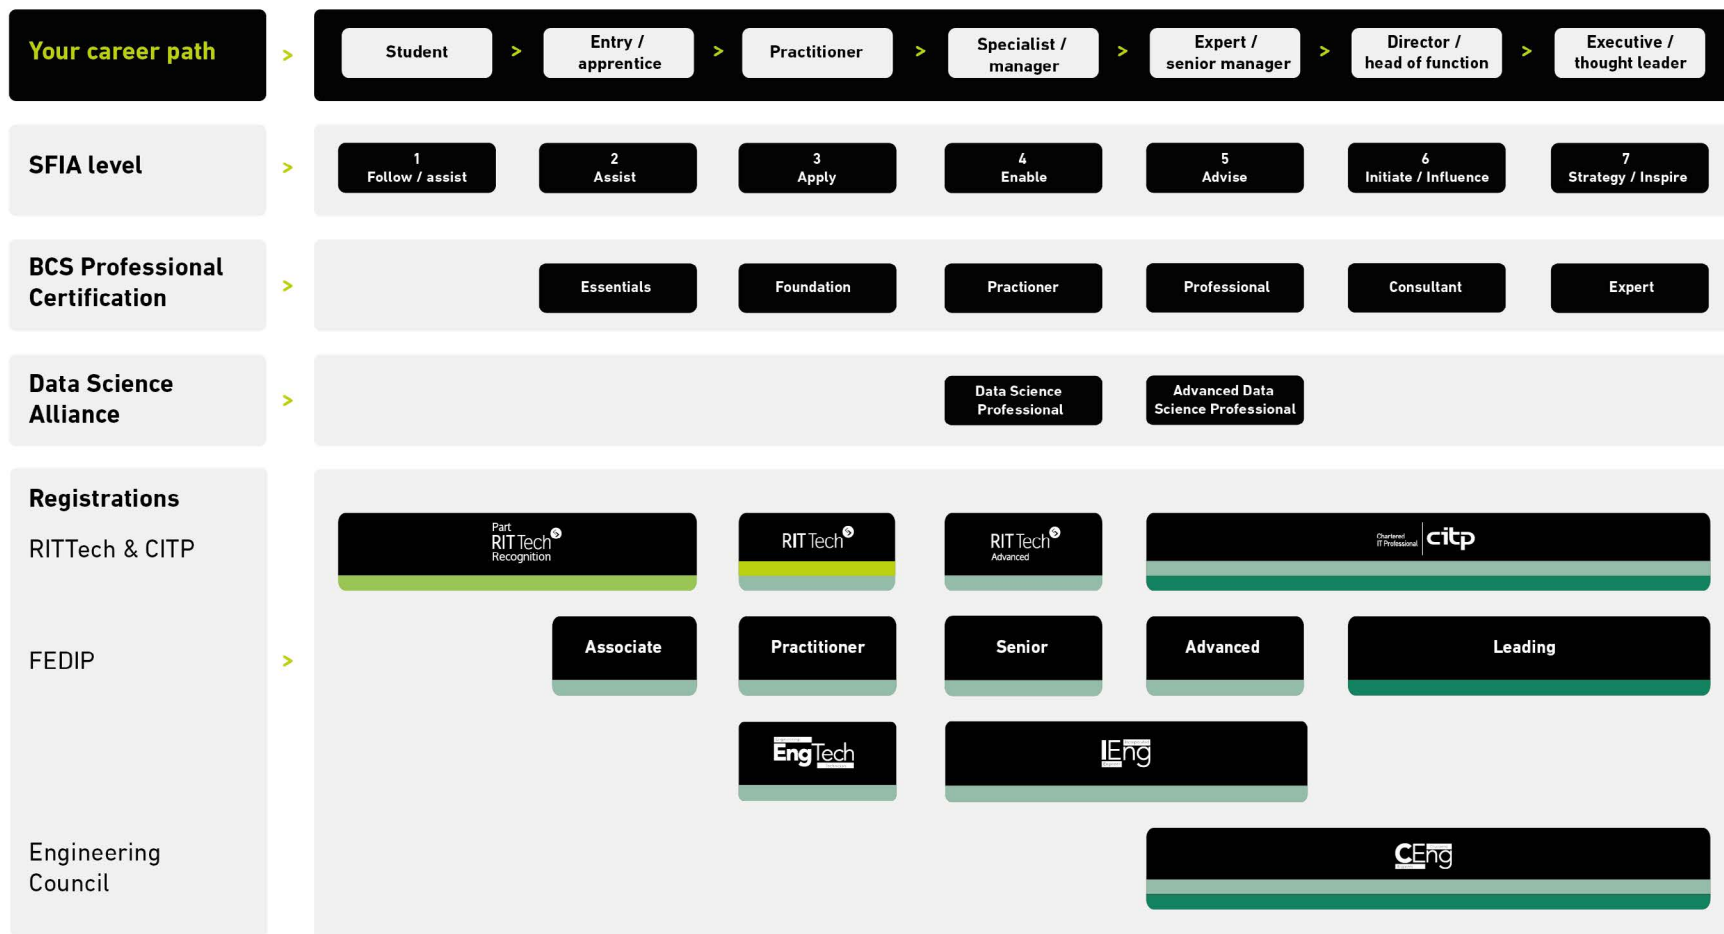 Your career path
>
Student
>
Entry /
apprentice
>
Practitioner
>
Specialist /
manager
>
Expert /
senior manager
>
Director /
head of function
>
Executive /
thought leader
SFIA level
>
1
Follow / assist
2
Assist
3
Apply
4
Enable
5
Advise
6
Initiate / Influence
7
Strategy / Inspire
BCS Professional
Certification
>
Essentials
Foundation
Practioner
Professional
Consultant
Expert
Data Science
Alliance
>
Data Science
Professional
Advanced Data
Science Professional
Registrations
RITTech & CITP
Part
RITTech
Recognition
RITTech
RITTech
Advanced
Chartered
IT Professional
citp
FEDIP
>
Associate
Practitioner
Senior
Advanced
Leading
EngTech
IEng
Engineering
Council
CEng